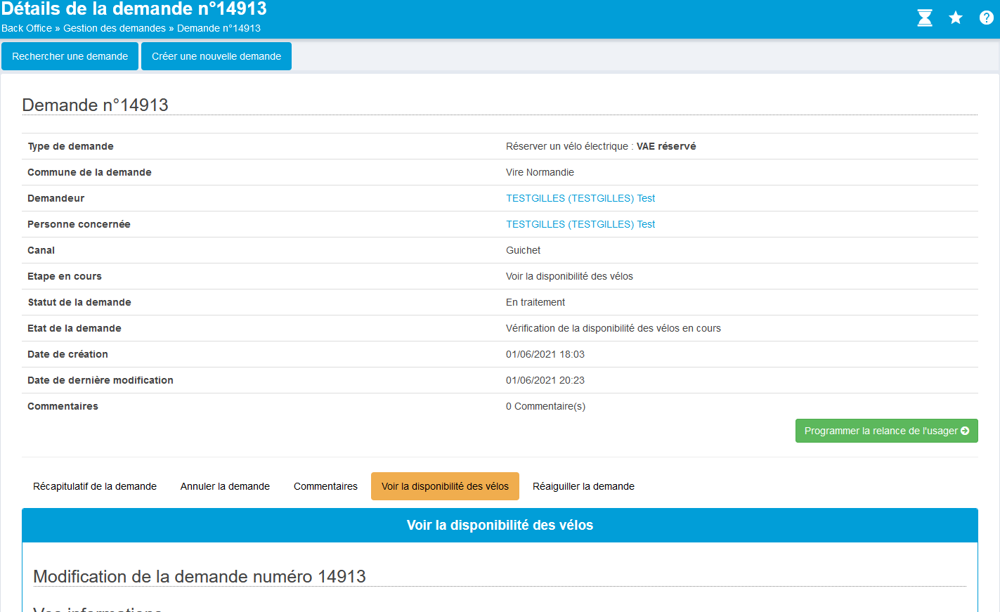 Détails de la demande n°14913
Back Office » Gestion des demandes » Demande n°14913
Rechercher une demande Créer une nouvelle demande
Demande n°14913
Type de demande Réserver un vélo électrique : VAE réservé
Commune de la demande Vire Normandie
Demandeur TESTGILLES (TESTGILLES) Test
Personne concernée TESTGILLES (TESTGILLES) Test
Canal Guichet
Etape en cours Voir la disponibilité des vélos
Statut de la demande En traitement
Etat de la demande Vérification de la disponibilité des vélos en cours
Date de création 01/06/2021 18:03
Date de dernière modification 01/06/2021 20:23
Commentaires 0 Commentaire(s)
Programmer la relance de l'usager
Récapitulatif de la demande Annuler la demande Commentaires Voir la disponibilité des vélos Réaiguiller la demande
Voir la disponibilité des vélos
Modification de la demande numéro 14913
Vos informations